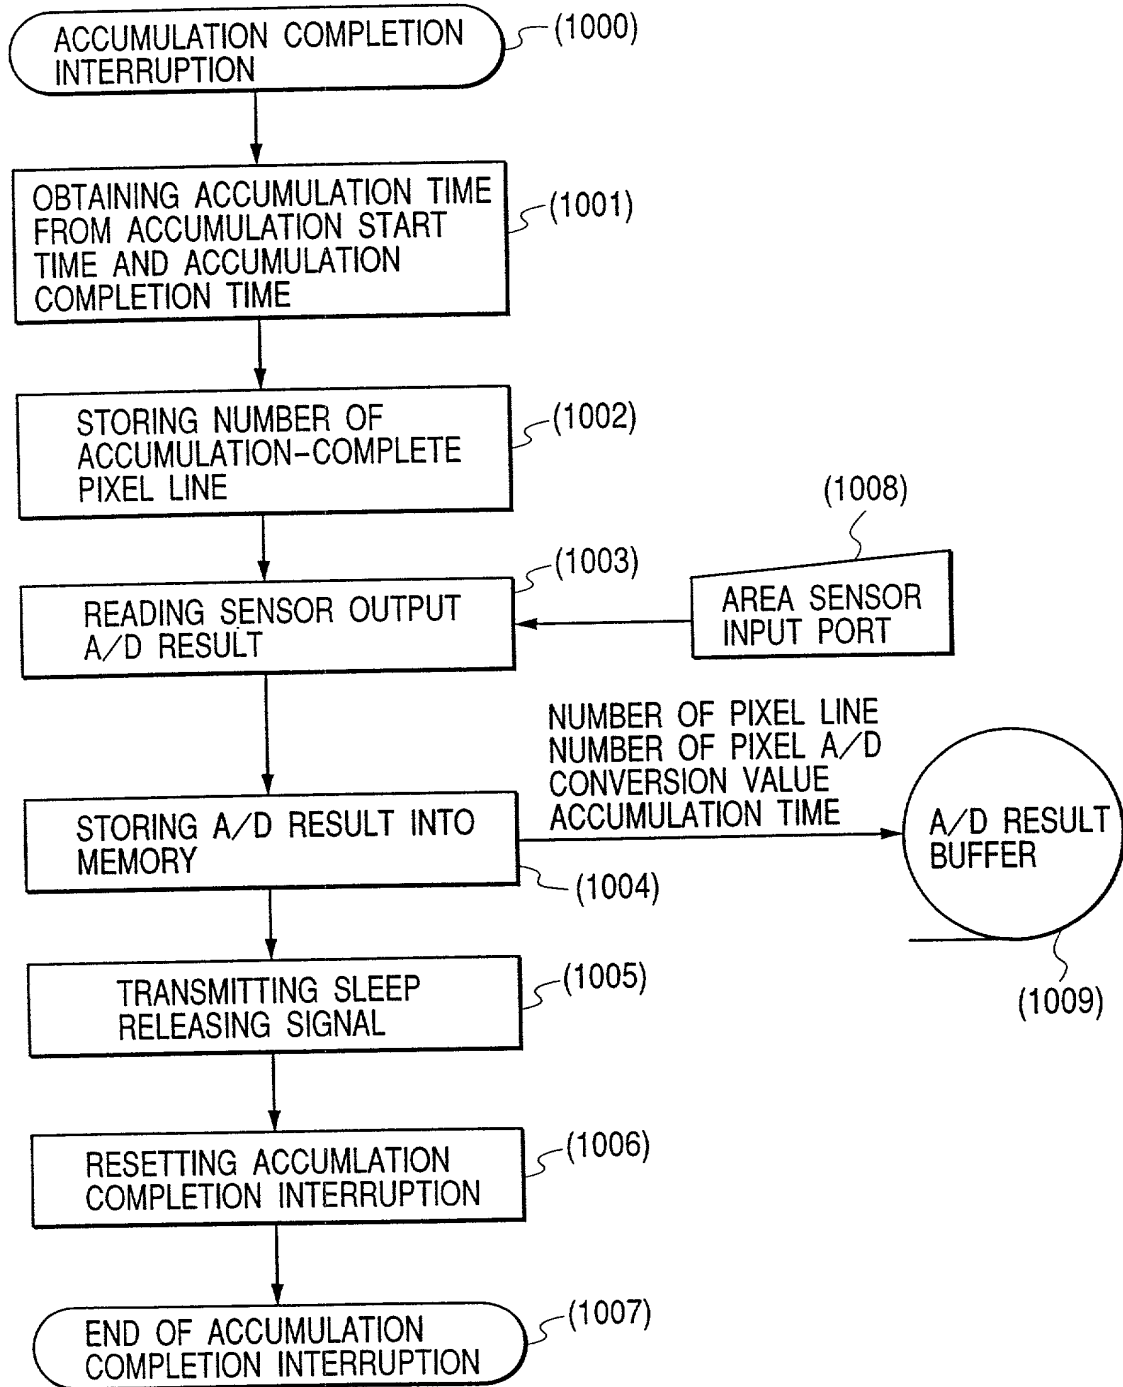 ACCUMULATION COMPLETION
INTERRUPTION
(1000)
OBTAINING ACCUMULATION TIME
FROM ACCUMULATION START
TIME AND ACCUMULATION
COMPLETION TIME
(1001)
STORING NUMBER OF
ACCUMULATION-COMPLETE
PIXEL LINE
(1002)
READING SENSOR OUTPUT
A/D RESULT
(1003)
AREA SENSOR
INPUT PORT
(1008)
STORING A/D RESULT INTO
MEMORY
(1004)
NUMBER OF PIXEL LINE
NUMBER OF PIXEL A/D
CONVERSION VALUE
ACCUMULATION TIME
A/D RESULT
BUFFER
(1009)
TRANSMITTING SLEEP
RELEASING SIGNAL
(1005)
RESETTING ACCUMLATION
COMPLETION INTERRUPTION
(1006)
END OF ACCUMULATION
COMPLETION INTERRUPTION
(1007)